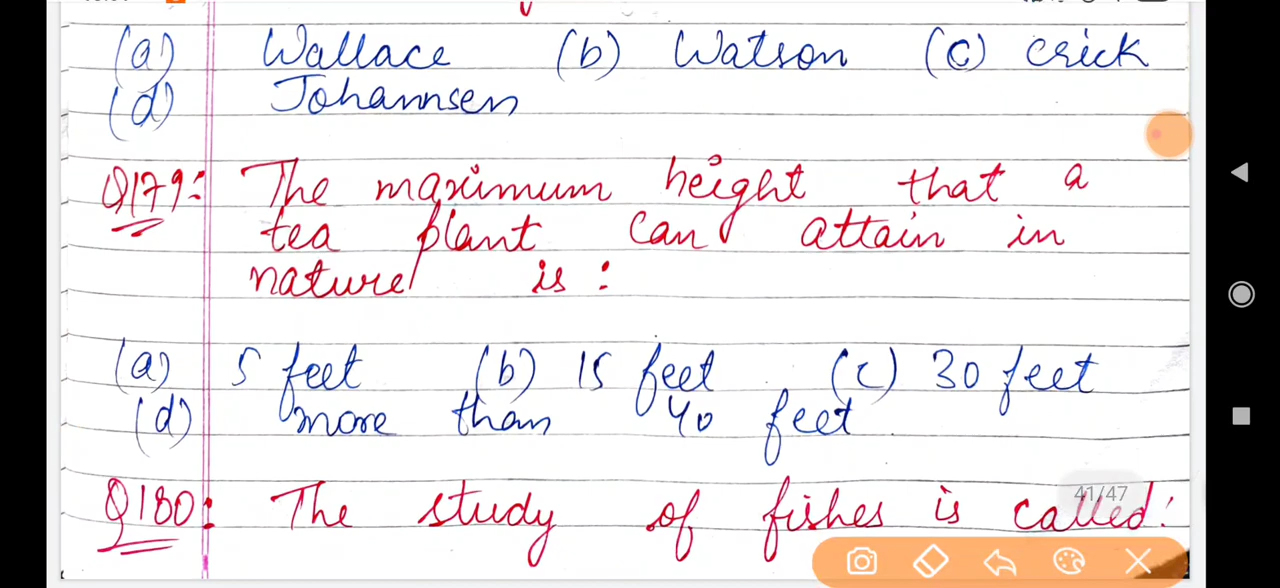 (a) Wallace (b) Watson (c) Crick
(d) Johannsen
Q179: The maximum height that a
tea plant can attain in
nature is:
(a) 5 feet (b) 15 feet (c) 30 feet
(d) more than 40 feet
Q180: The study of fishes is called:
41/47